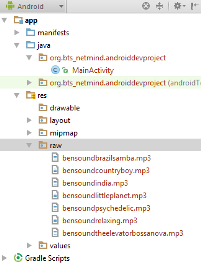 Android
app
manifests
java
org.bts_netmind.androiddevproject
MainActivity
org.bts_netmind.androiddevproject (androidT
res
drawable
layout
mipmap
raw
bensoundbrazilsamba.mp3
bensoundcountryboy.mp3
bensoundindia.mp3
bensoundlittleplanet.mp3
bensoundpsychedelic.mp3
bensoundrelaxing.mp3
bensoundtheelevatorbossanova.mp3
values
Gradle Scripts